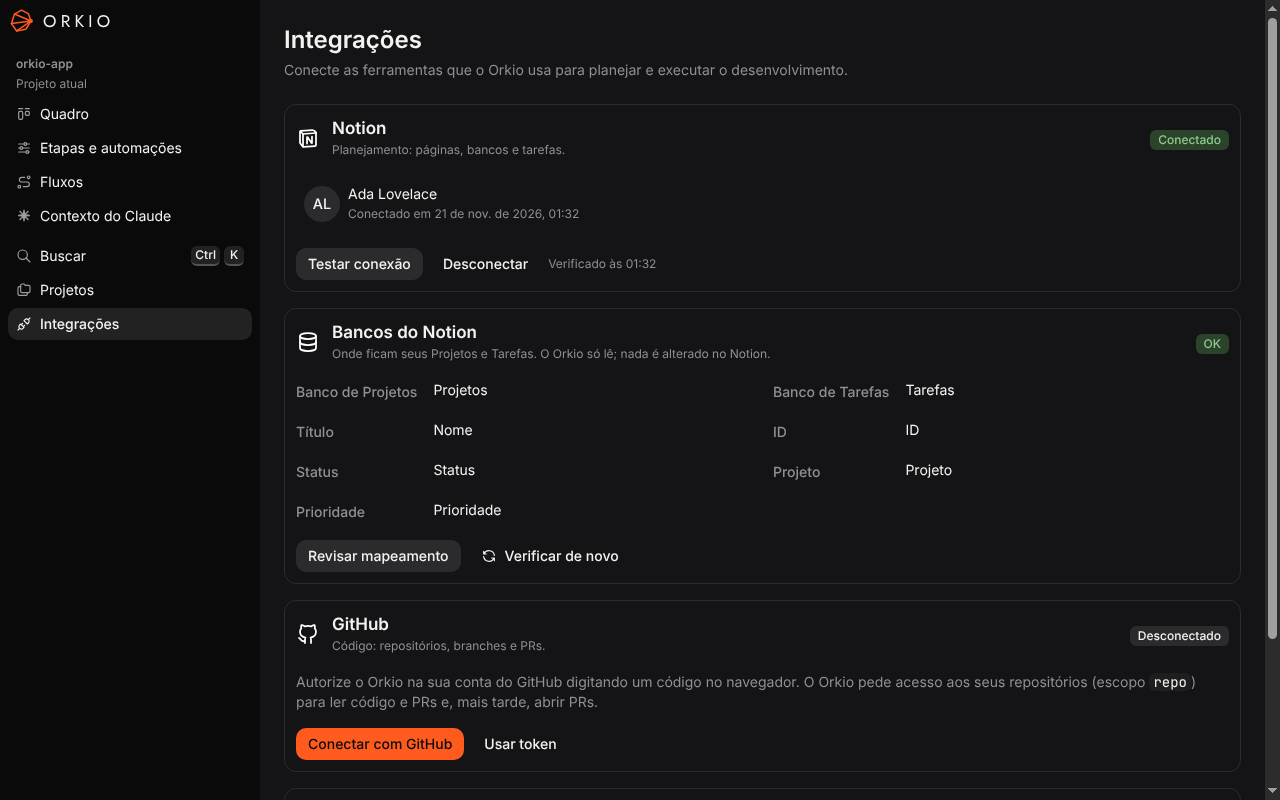 ORKIO
orkio-app
Projeto atual
Quadro
Etapas e automações
Fluxos
Contexto do Claude
Buscar Ctrl K
Projetos
Integrações
Integrações
Conecte as ferramentas que o Orkio usa para planejar e executar o desenvolvimento.
Notion
Planejamento: páginas, bancos e tarefas.
Conectado
AL
Ada Lovelace
Conectado em 21 de nov. de 2026, 01:32
Testar conexão Desconectar Verificado às 01:32
Bancos do Notion
Onde ficam seus Projetos e Tarefas. O Orkio só lê; nada é alterado no Notion.
OK
Banco de Projetos Projetos Banco de Tarefas Tarefas
Título Nome ID ID
Status Status Projeto Projeto
Prioridade Prioridade
Revisar mapeamento Verificar de novo
GitHub
Código: repositórios, branches e PRs.
Desconectado
Autorize o Orkio na sua conta do GitHub digitando um código no navegador. O Orkio pede acesso aos seus repositórios (escopo repo )
para ler código e PRs e, mais tarde, abrir PRs.
Conectar com GitHub Usar token